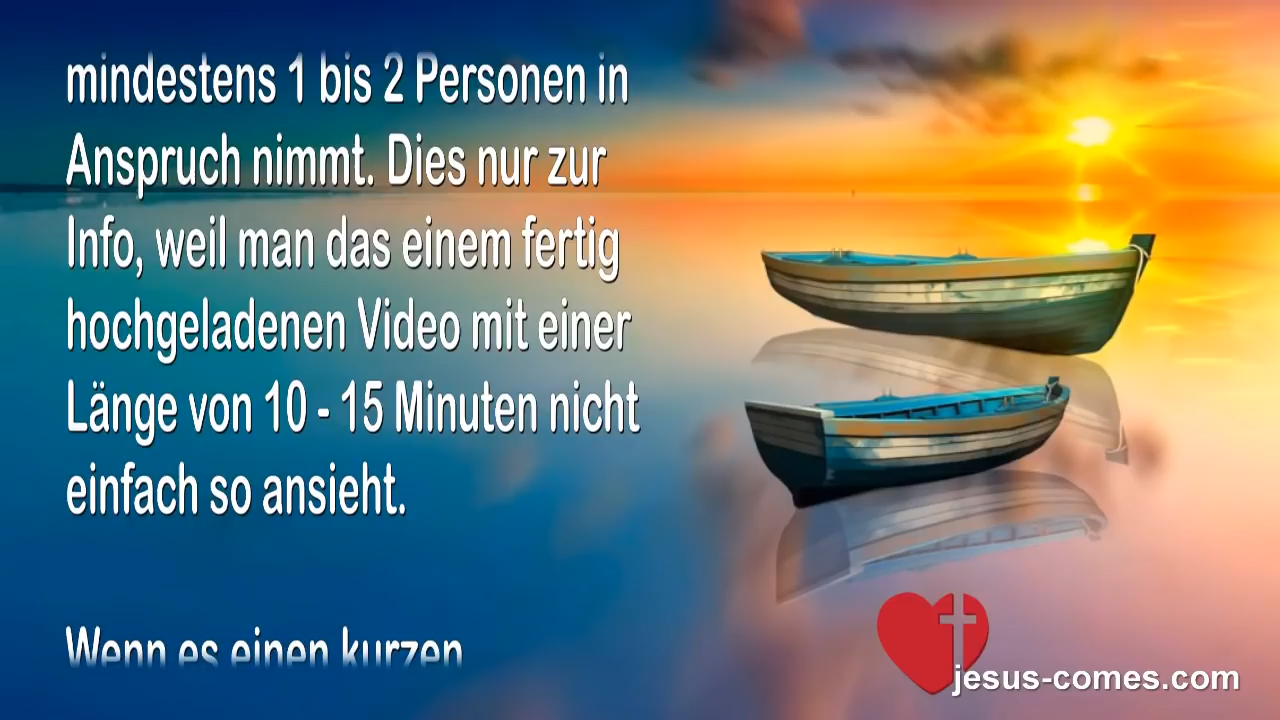 mindestens 1 bis 2 Personen in
Anspruch nimmt. Dies nur zur
Info, weil man das einem fertig
hochgeladenen Video mit einer
Länge von 10 - 15 Minuten nicht
einfach so ansieht.
Wenn es einen kurzen
jesus-comes.com